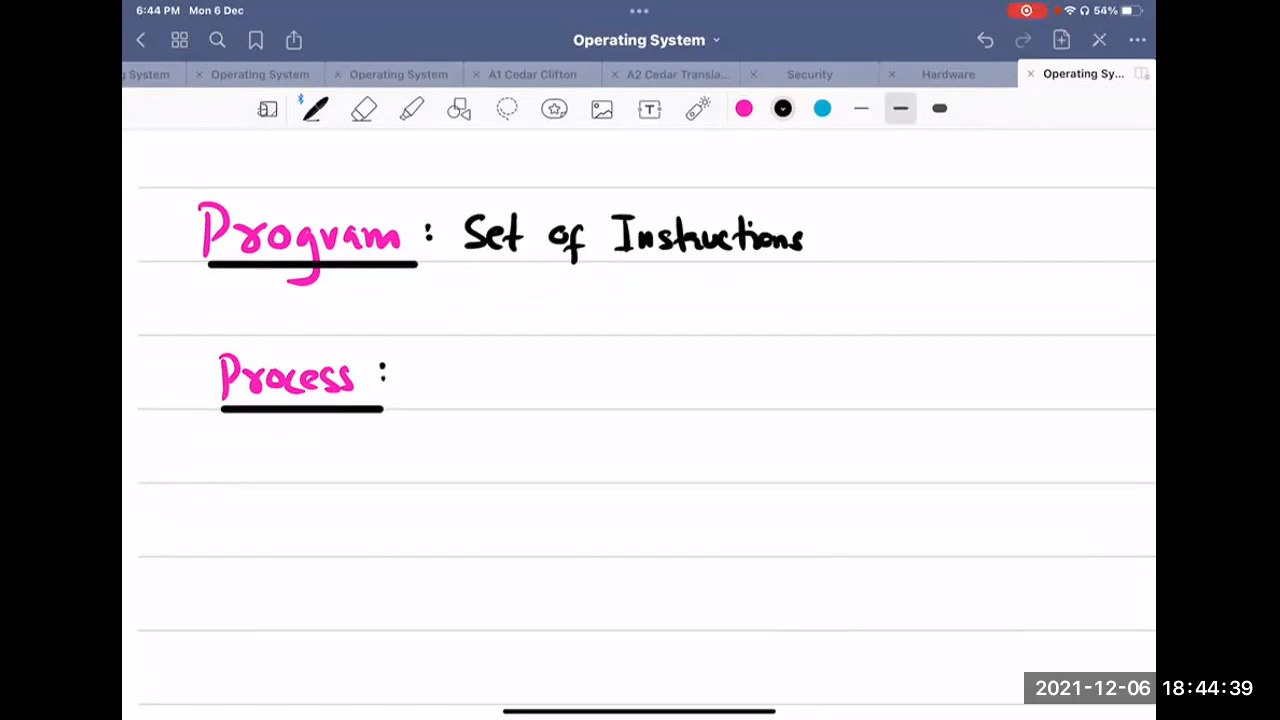 6:44 PM Mon 6 Dec
54%
Operating System
g System
Operating System
Operating System
A1 Cedar Clifton
A2 Cedar Transla...
Security
Hardware
Operating Sy...
T
Program : Set of Instructions
Process :
2021-12-06 18:44:39